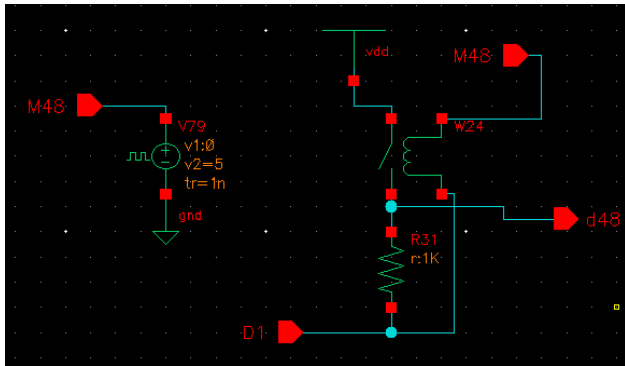 vdd
M48
M48
V79
W24
v1:0
v2=5
tr=1n
gnd
d48
R31
r:1K
D1